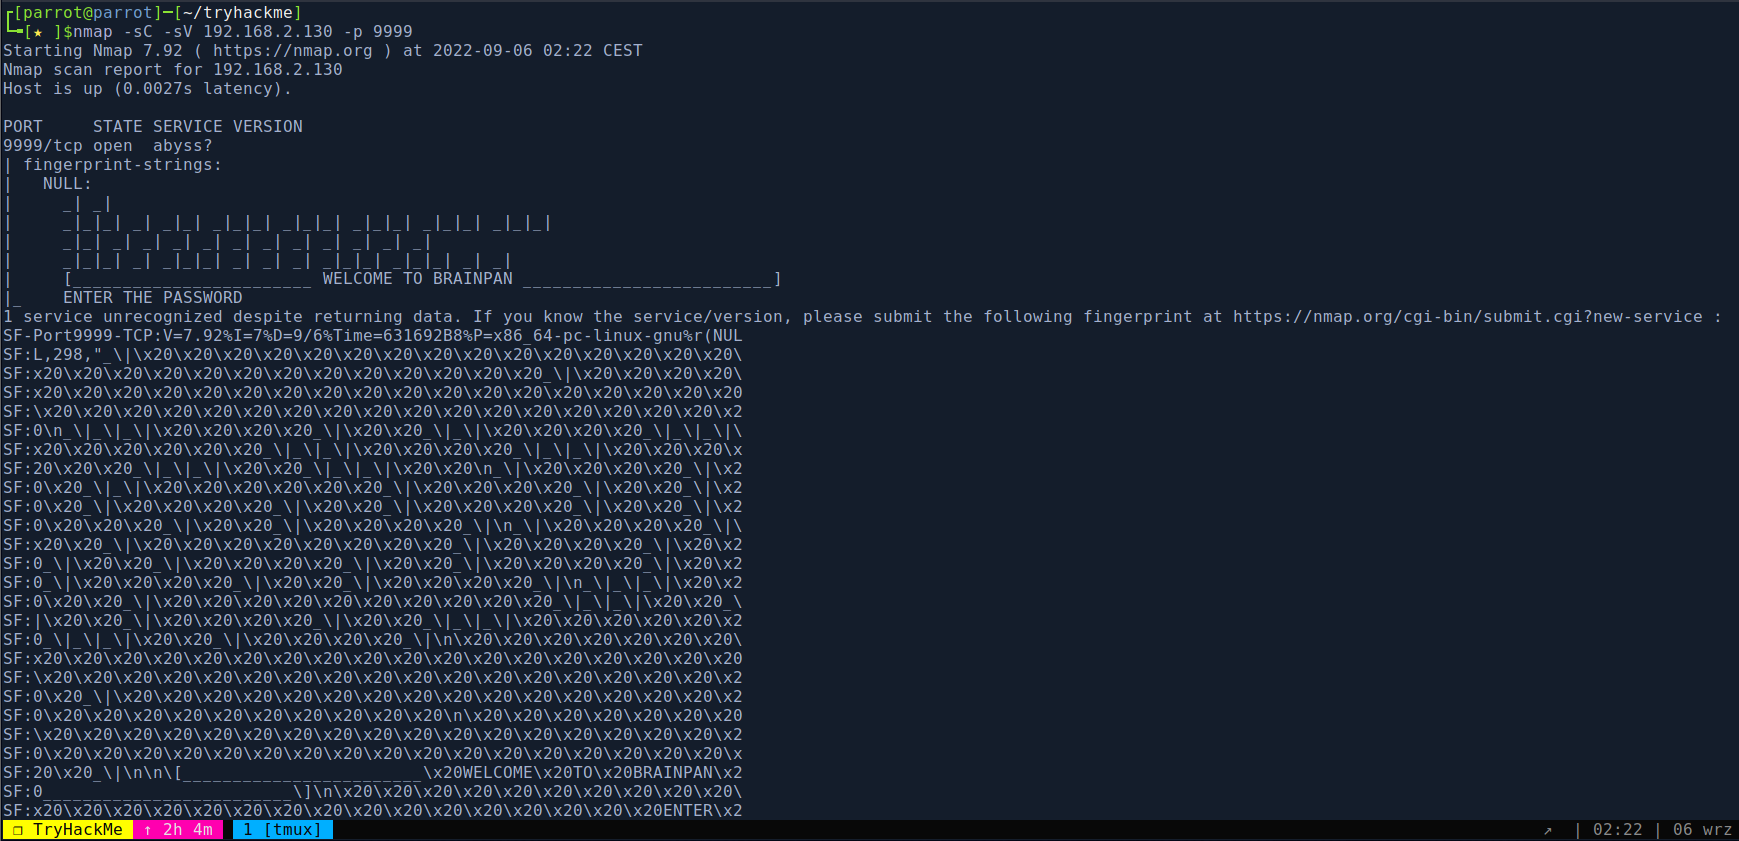 ┌[parrot@parrot]─[~/tryhackme]
└╼[★ ]$nmap -sC -sV 192.168.2.130 -p 9999
Starting Nmap 7.92 ( https://nmap.org ) at 2022-09-06 02:22 CEST
Nmap scan report for 192.168.2.130
Host is up (0.0027s latency).

PORT     STATE SERVICE VERSION
9999/tcp open  abyss?
| fingerprint-strings:
|   NULL:
|     _| _|
|     _|_|_| _| _|_| _|_|_| _|_|_| _|_|_| _|_|_| _|_|_|
|     _|_| _| _| _| _| _| _| _| _| _| _| _|
|     _|_|_| _| _|_|_| _| _| _| _|_|_| _|_|_| _| _|
|     [________________________ WELCOME TO BRAINPAN _________________________]
|_    ENTER THE PASSWORD
1 service unrecognized despite returning data. If you know the service/version, please submit the following fingerprint at https://nmap.org/cgi-bin/submit.cgi?new-service :
SF-Port9999-TCP:V=7.92%I=7%D=9/6%Time=631692B8%P=x86_64-pc-linux-gnu%r(NUL
SF:L,298,"_\|\x20\x20\x20\x20\x20\x20\x20\x20\x20\x20\x20\x20\x20\x20\x20\
SF:x20\x20\x20\x20\x20\x20\x20\x20\x20\x20\x20\x20\x20_\|\x20\x20\x20\x20\
SF:x20\x20\x20\x20\x20\x20\x20\x20\x20\x20\x20\x20\x20\x20\x20\x20\x20\x20
SF:\x20\x20\x20\x20\x20\x20\x20\x20\x20\x20\x20\x20\x20\x20\x20\x20\x20\x2
SF:0\n_\|_\|_\|\x20\x20\x20\x20_\|\x20\x20_\|_\|\x20\x20\x20\x20_\|_\|_\|\
SF:x20\x20\x20\x20\x20\x20_\|_\|_\|\x20\x20\x20\x20_\|_\|_\|\x20\x20\x20\x
SF:20\x20\x20_\|_\|_\|\x20\x20_\|_\|_\|\x20\x20\n_\|\x20\x20\x20\x20_\|\x2
SF:0\x20_\|_\|\x20\x20\x20\x20\x20\x20_\|\x20\x20\x20\x20_\|\x20\x20_\|\x2
SF:0\x20_\|\x20\x20\x20\x20_\|\x20\x20_\|\x20\x20\x20\x20_\|\x20\x20_\|\x2
SF:0\x20\x20\x20_\|\x20\x20_\|\x20\x20\x20\x20_\|\n_\|\x20\x20\x20\x20_\|\
SF:x20\x20_\|\x20\x20\x20\x20\x20\x20\x20\x20_\|\x20\x20\x20\x20_\|\x20\x2
SF:0_\|\x20\x20_\|\x20\x20\x20\x20_\|\x20\x20_\|\x20\x20\x20\x20_\|\x20\x2
SF:0_\|\x20\x20\x20\x20_\|\x20\x20_\|\x20\x20\x20\x20_\|\n_\|_\|_\|\x20\x2
SF:0\x20\x20_\|\x20\x20\x20\x20\x20\x20\x20\x20\x20\x20_\|_\|_\|\x20\x20_\
SF:|\x20\x20_\|\x20\x20\x20\x20_\|\x20\x20_\|_\|_\|\x20\x20\x20\x20\x20\x2
SF:0_\|_\|_\|\x20\x20_\|\x20\x20\x20\x20_\|\n\x20\x20\x20\x20\x20\x20\x20\
SF:x20\x20\x20\x20\x20\x20\x20\x20\x20\x20\x20\x20\x20\x20\x20\x20\x20\x20
SF:\x20\x20\x20\x20\x20\x20\x20\x20\x20\x20\x20\x20\x20\x20\x20\x20\x20\x2
SF:0\x20_\|\x20\x20\x20\x20\x20\x20\x20\x20\x20\x20\x20\x20\x20\x20\x20\x2
SF:0\x20\x20\x20\x20\x20\x20\x20\x20\x20\x20\n\x20\x20\x20\x20\x20\x20\x20
SF:\x20\x20\x20\x20\x20\x20\x20\x20\x20\x20\x20\x20\x20\x20\x20\x20\x20\x2
SF:0\x20\x20\x20\x20\x20\x20\x20\x20\x20\x20\x20\x20\x20\x20\x20\x20\x20\x
SF:20\x20_\|\n\n\[________________________\x20WELCOME\x20TO\x20BRAINPAN\x2
SF:0_________________________\]\n\x20\x20\x20\x20\x20\x20\x20\x20\x20\x20\
SF:x20\x20\x20\x20\x20\x20\x20\x20\x20\x20\x20\x20\x20\x20\x20\x20ENTER\x2
❐ TryHackMe ↑ 2h 4m 1 [tmux] ↗ | 02:22 | 06 wrz